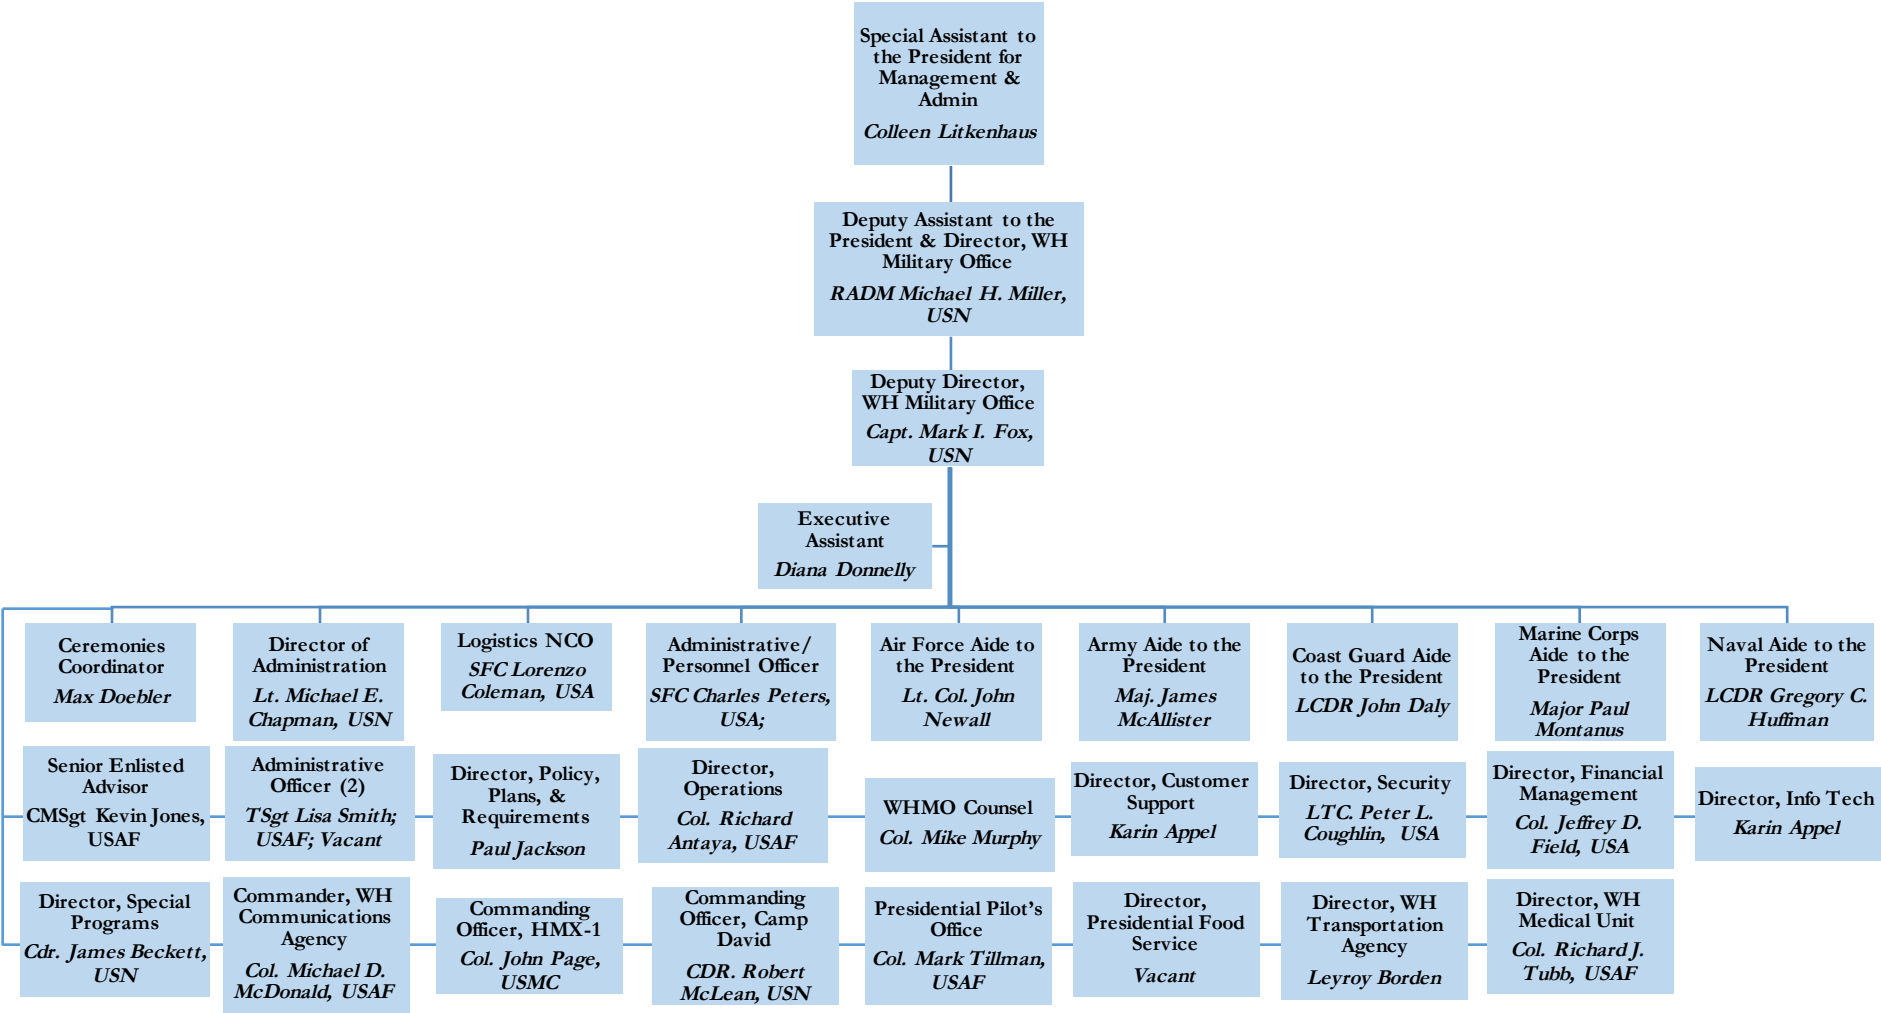 Special Assistant to
the President for
Management &
Admin
Colleen Litkenhaus
Deputy Assistant to the
President & Director, WH
Military Office
RADM Michael H. Miller,
USN
Deputy Director,
WH Military Office
Capt. Mark I. Fox,
USN
Executive
Assistant
Diana Donnelly
Ceremonies
Coordinator
Max Doebler
Director of
Administration
Lt. Michael E.
Chapman, USN
Logistics NCO
SFC Lorenzo
Coleman, USA
Administrative/
Personnel Officer
SFC Charles Peters,
USA;
Air Force Aide to
the President
Lt. Col. John
Newall
Army Aide to the
President
Maj. James
McAllister
Coast Guard Aide
to the President
LCDR John Daly
Marine Corps
Aide to the
President
Major Paul
Montanus
Naval Aide to the
President
LCDR Gregory C.
Huffman
Senior Enlisted
Advisor
CMSgt Kevin Jones,
USAF
Administrative
Officer (2)
TSgt Lisa Smith;
USAF; Vacant
Director, Policy,
Plans, &
Requirements
Paul Jackson
Director,
Operations
Col. Richard
Antaya, USAF
WHMO Counsel
Col. Mike Murphy
Director, Customer
Support
Karin Appel
Director, Security
LTC. Peter L.
Coughlin, USA
Director, Financial
Management
Col. Jeffrey D.
Field, USA
Director, Info Tech
Karin Appel
Director, Special
Programs
Cdr. James Beckett,
USN
Commander, WH
Communications
Agency
Col. Michael D.
McDonald, USAF
Commanding
Officer, HMX-1
Col. John Page,
USMC
Commanding
Officer, Camp
David
CDR. Robert
McLean, USN
Presidential Pilot’s
Office
Col. Mark Tillman,
USAF
Director,
Presidential Food
Service
Vacant
Director, WH
Transportation
Agency
Leyroy Borden
Director, WH
Medical Unit
Col. Richard J.
Tubb, USAF